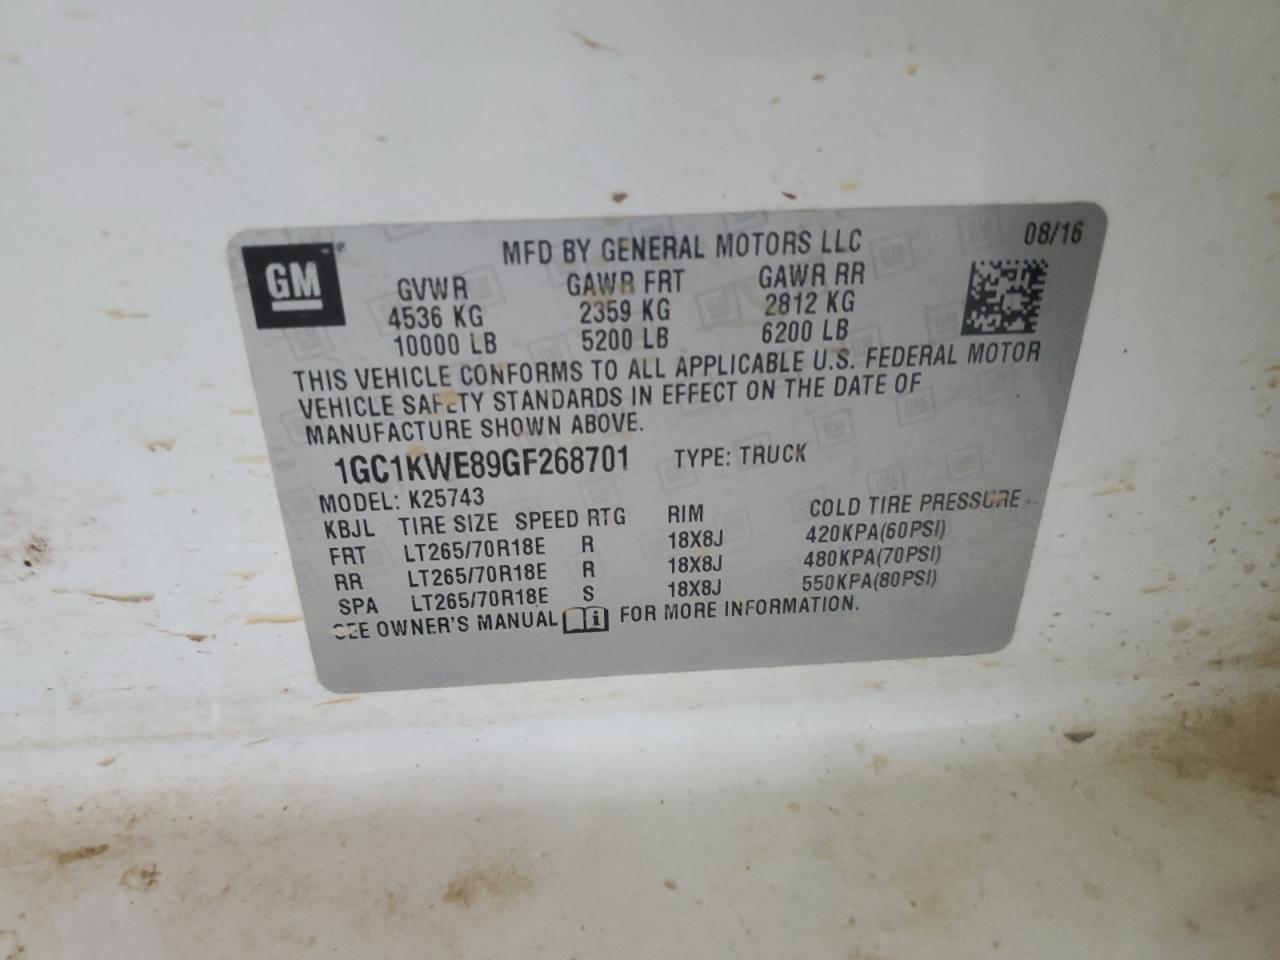 GM
MFD BY GENERAL MOTORS LLC 08/16
GVWR GAWR FRT GAWR RR
4536 KG 2359 KG 2812 KG
10000 LB 5200 LB 6200 LB
THIS VEHICLE CONFORMS TO ALL APPLICABLE U.S. FEDERAL MOTOR
VEHICLE SAFETY STANDARDS IN EFFECT ON THE DATE OF
MANUFACTURE SHOWN ABOVE.
1GC1KWE89GF268701 TYPE: TRUCK
MODEL: K25743
KBJL TIRE SIZE SPEED RTG RIM COLD TIRE PRESSURE
FRT LT265/70R18E R 18X8J 420KPA(60PSI)
RR LT265/70R18E R 18X8J 480KPA(70PSI)
SPA LT265/70R18E S 18X8J 550KPA(80PSI)
SEE OWNER'S MANUAL i FOR MORE INFORMATION.